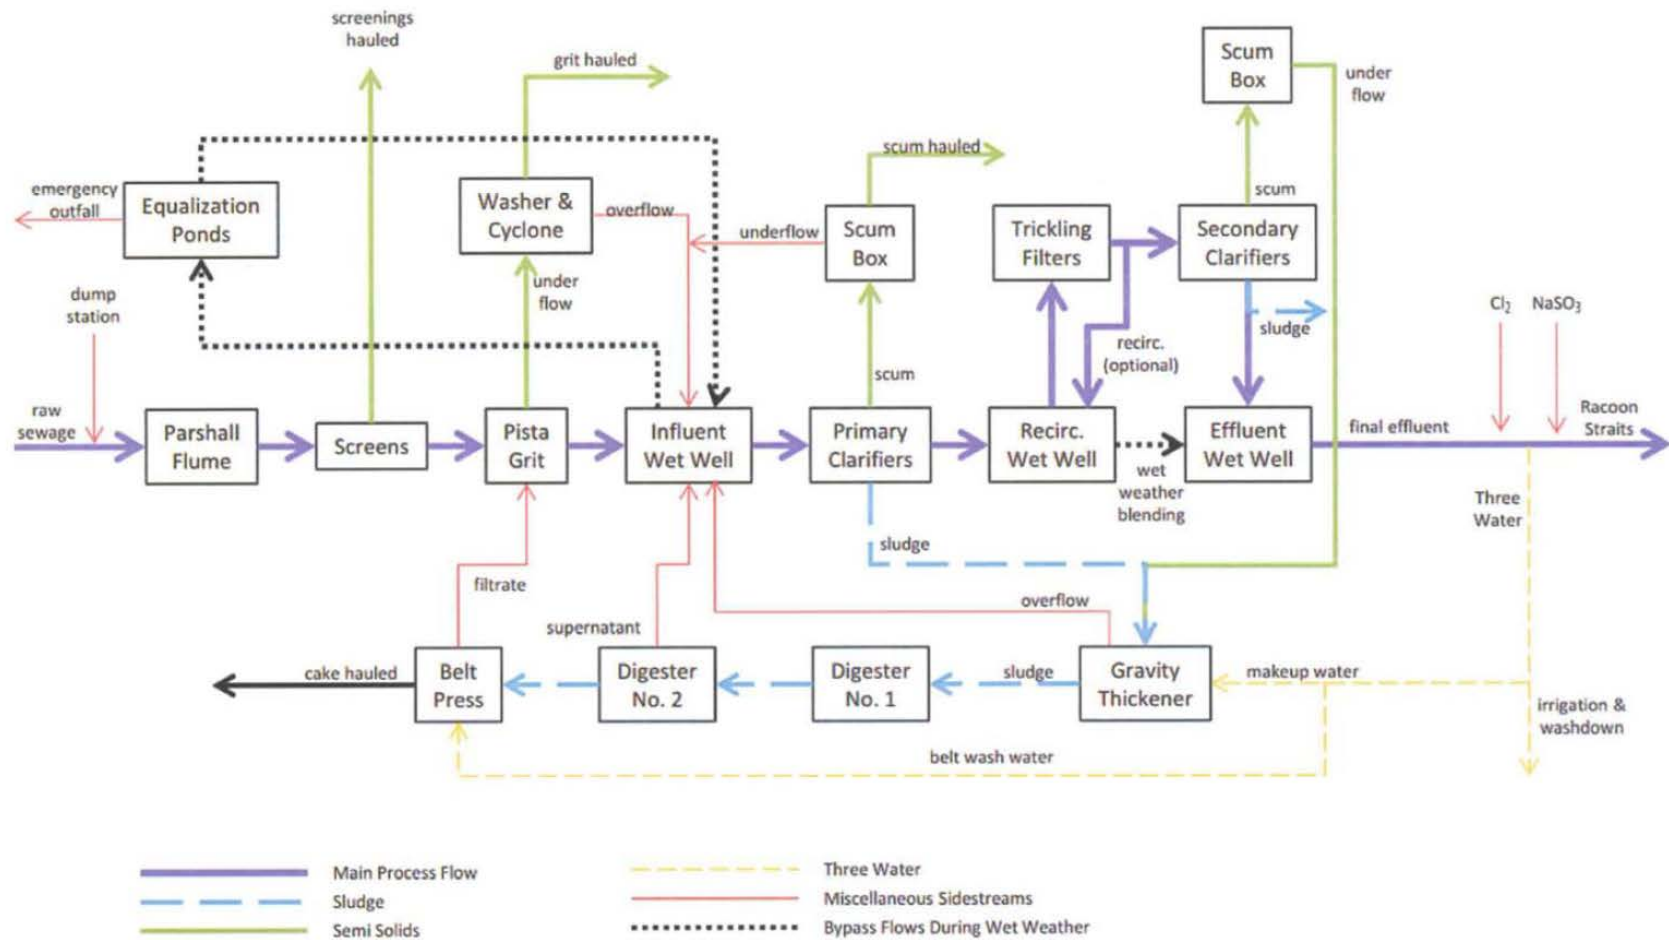 screenings
hauled
grit hauled
Scum
Box
under
flow
scum hauled
emergency
outfall
Equalization
Ponds
Washer &
Cyclone
overflow
underflow
Scum
Box
Trickling
Filters
scum
Secondary
Clarifiers
dump
station
under
flow
sludge
Cl2
NaSO3
recirc.
(optional)
scum
raw
sewage
Parshall
Flume
Screens
Pista
Grit
Influent
Wet Well
Primary
Clarifiers
Recirc.
Wet Well
wet
weather
blending
Effluent
Wet Well
final effluent
Racoon
Straits
Three
Water
sludge
filtrate
overflow
supernatant
cake hauled
Belt
Press
Digester
No. 2
Digester
No. 1
sludge
Gravity
Thickener
makeup water
irrigation &
washdown
belt wash water
Main Process Flow
Sludge
Semi Solids
Three Water
Miscellaneous Sidestreams
Bypass Flows During Wet Weather